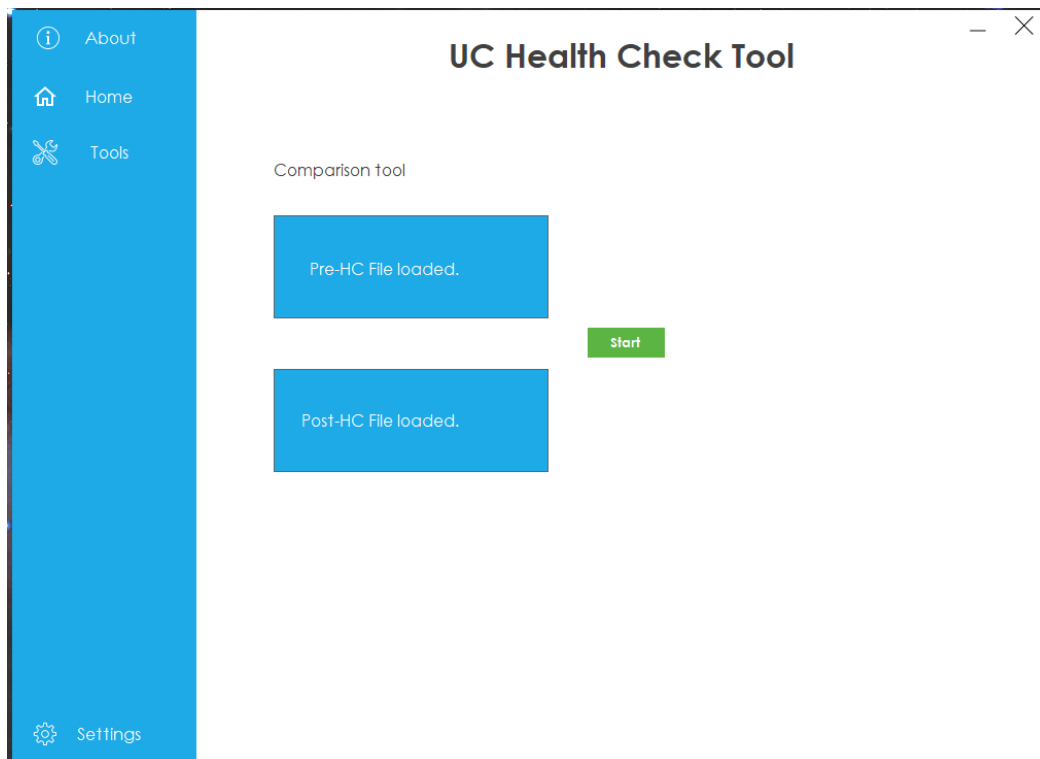 About
Home
Tools
UC Health Check Tool
Comparison tool
Pre-HC File loaded.
Start
Post-HC File loaded.
Settings